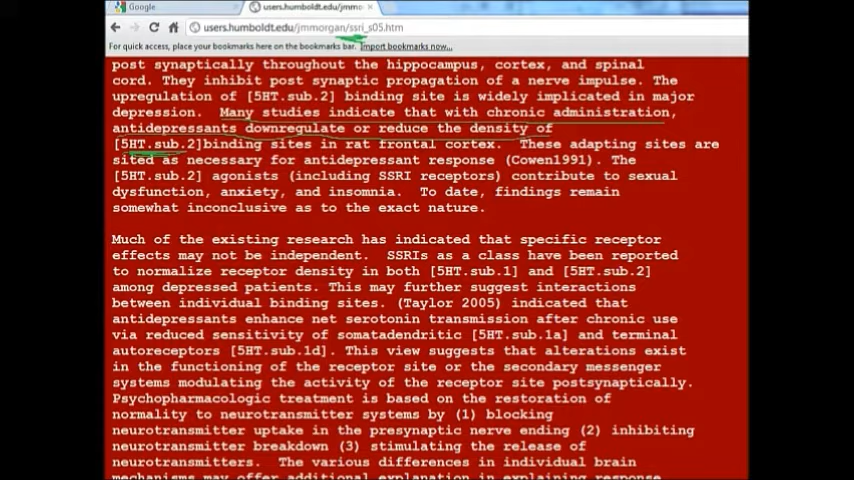 Google
users.humboldt.edu/jmmo
users.humboldt.edu/jmmorgan/ssri_s05.htm
For quick access, place your bookmarks here on the bookmarks bar. Import bookmarks now...
post synaptically throughout the hippocampus, cortex, and spinal
cord. They inhibit post synaptic propagation of a nerve impulse. The
upregulation of [5HT.sub.2] binding site is widely implicated in major
depression.  Many studies indicate that with chronic administration,
antidepressants downregulate or reduce the density of
[5HT.sub.2]binding sites in rat frontal cortex.  These adapting sites are
sited as necessary for antidepressant response (Cowen1991). The
[5HT.sub.2] agonists (including SSRI receptors) contribute to sexual
dysfunction, anxiety, and insomnia.  To date, findings remain
somewhat inconclusive as to the exact nature.
Much of the existing research has indicated that specific receptor
effects may not be independent.  SSRIs as a class have been reported
to normalize receptor density in both [5HT.sub.1] and [5HT.sub.2]
among depressed patients. This may further suggest interactions
between individual binding sites. (Taylor 2005) indicated that
antidepressants enhance net serotonin transmission after chronic use
via reduced sensitivity of somatadendritic [5HT.sub.1a] and terminal
autoreceptors [5HT.sub.1d]. This view suggests that alterations exist
in the functioning of the receptor site or the secondary messenger
systems modulating the activity of the receptor site postsynaptically.
Psychopharmacologic treatment is based on the restoration of
normality to neurotransmitter systems by (1) blocking
neurotransmitter uptake in the presynaptic nerve ending (2) inhibiting
neurotransmitter breakdown (3) stimulating the release of
neurotransmitters.  The various differences in individual brain
mechanisms may offer additional explanation in explaining response